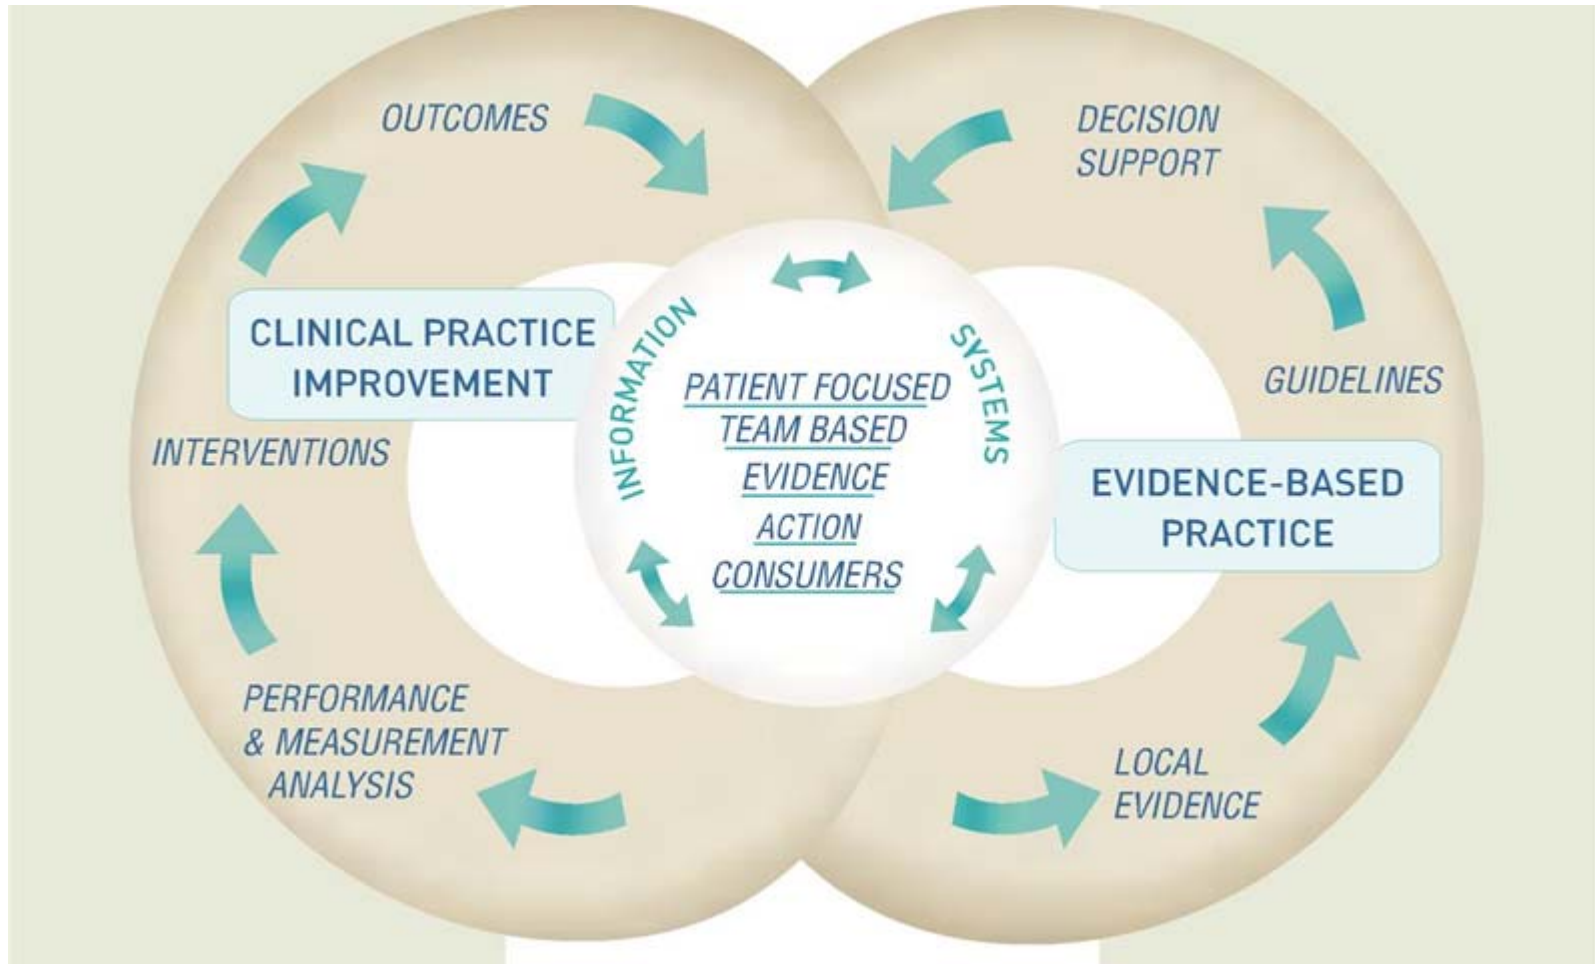 OUTCOMES
DECISION
SUPPORT
CLINICAL PRACTICE
IMPROVEMENT
INFORMATION
SYSTEMS
PATIENT FOCUSED
TEAM BASED
EVIDENCE
ACTION
CONSUMERS
GUIDELINES
INTERVENTIONS
EVIDENCE-BASED
PRACTICE
PERFORMANCE
& MEASUREMENT
ANALYSIS
LOCAL
EVIDENCE